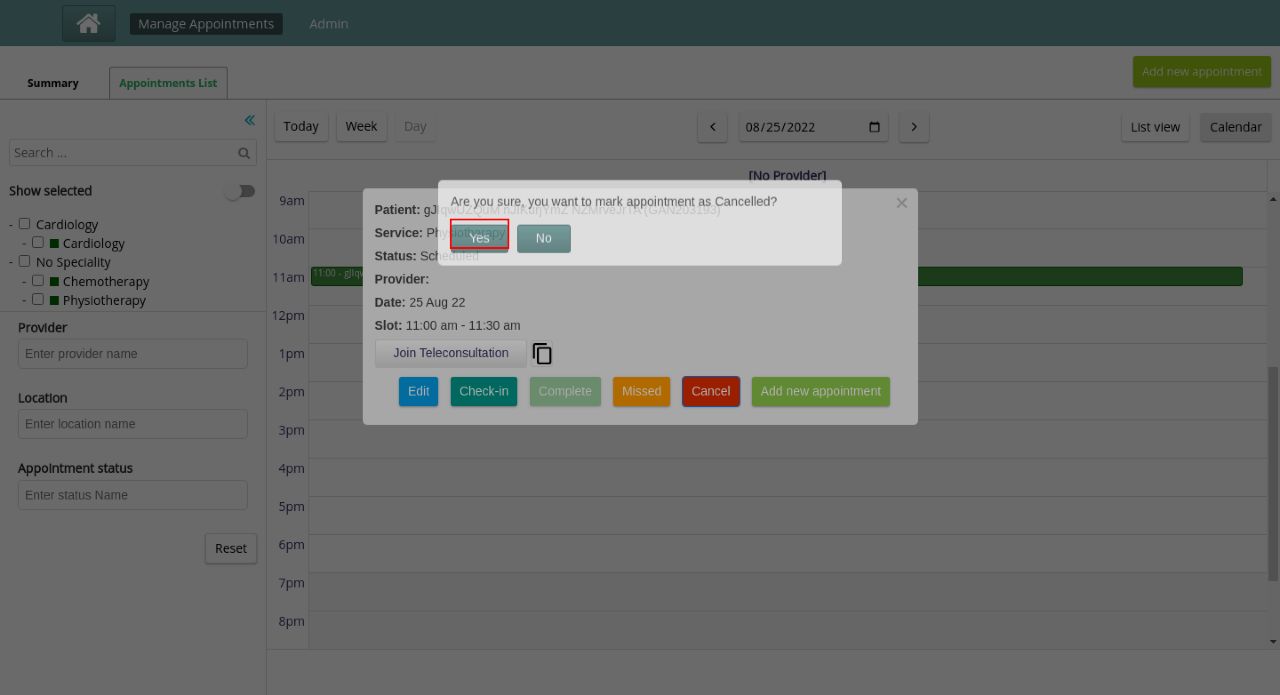 Manage Appointments
Admin
Summary
Appointments List
Add new appointment
Today
Week
Day
08/25/2022
List view
Calendar
Search ...
Show selected
- Cardiology
- Cardiology
- No Speciality
- Chemotherapy
- Physiotherapy
Provider
Enter provider name
Location
Enter location name
Appointment status
Enter status Name
Reset
[No Provider]
9am
10am
11am
12pm
1pm
2pm
3pm
4pm
5pm
6pm
7pm
8pm
11:00 -
Are you sure, you want to mark appointment as Cancelled?
Yes
No
Patient: (GAN203193)
Service: Physiotherapy
Status: Scheduled
Provider:
Date: 25 Aug 22
Slot: 11:00 am - 11:30 am
Join Teleconsultation
Edit
Check-in
Complete
Missed
Cancel
Add new appointment